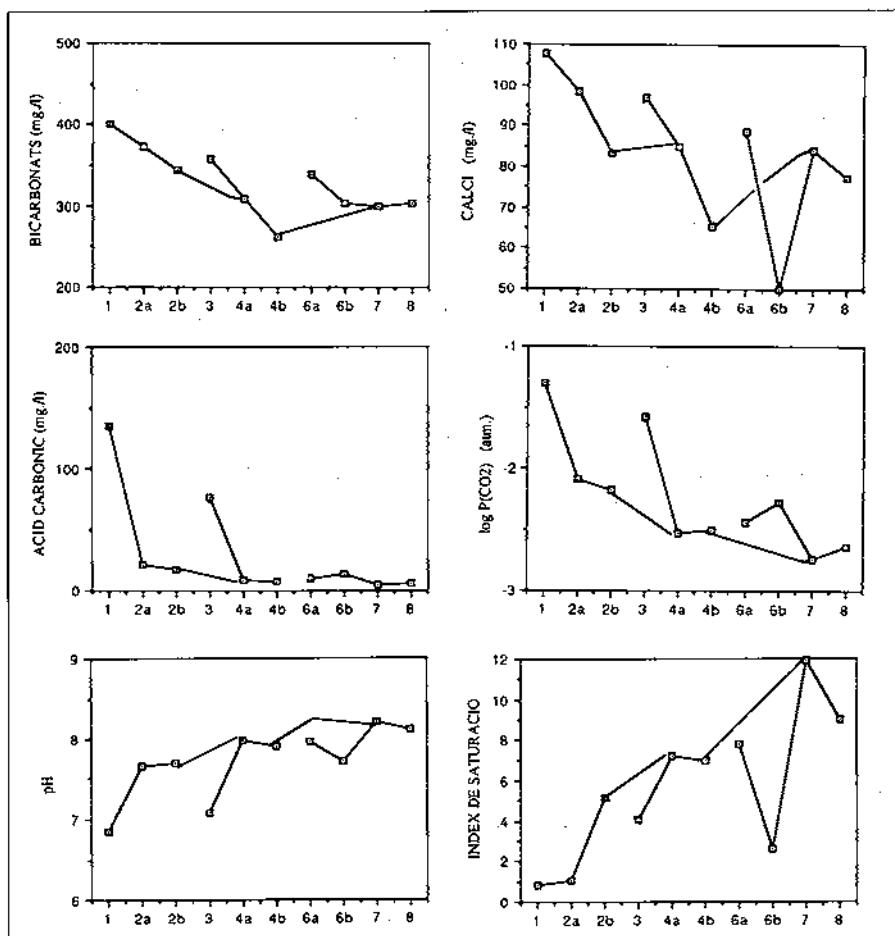 BICARBONATS (mg/l)
500
400
300
200
1 2a 2b 3 4a 4b 6a 6b 7 8
CALCI (mg/l)
110
100
90
80
70
60
50
1 2a 2b 3 4a 4b 6a 6b 7 8
ACID CARBONIC (mg/l)
200
100
0
1 2a 2b 3 4a 4b 6a 6b 7 8
log P(CO2) (atm.)
-1
-2
-3
1 2a 2b 3 4a 4b 6a 6b 7 8
pH
9
8
7
6
1 2a 2b 3 4a 4b 6a 6b 7 8
INDEX DE SATURACIO
12
10
8
6
4
2
0
1 2a 2b 3 4a 4b 6a 6b 7 8